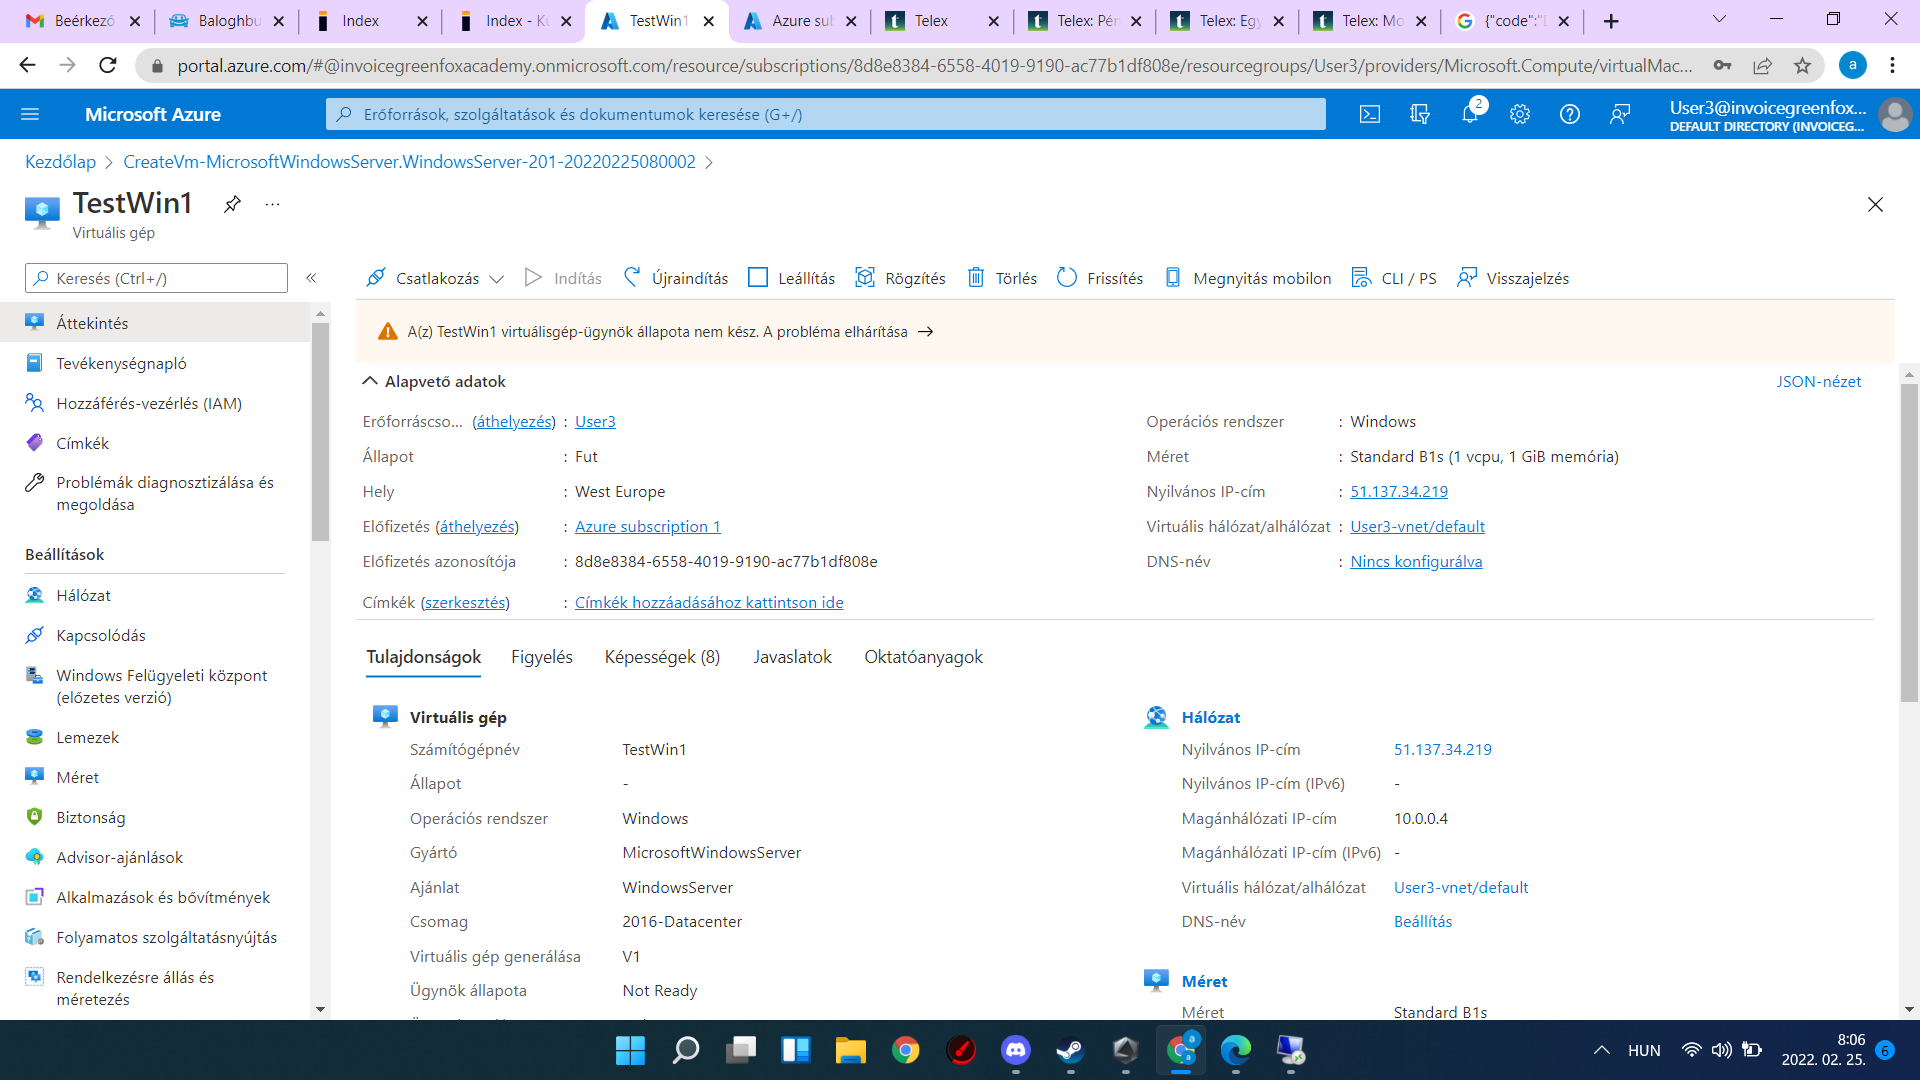 Beérkező
Baloghbu
Index
Index - Kü
TestWin1
Azure sub
Telex
Telex: Pén
Telex: Egy
Telex: Mo
{"code":"I
portal.azure.com/#@invoicegreenfoxacademy.onmicrosoft.com/resource/subscriptions/8d8e8384-6558-4019-9190-ac77b1df808e/resourcegroups/User3/providers/Microsoft.Compute/virtualMac...
a
Microsoft Azure
Erőforrások, szolgáltatások és dokumentumok keresése (G+/)
2
User3@invoicegreenfox...
DEFAULT DIRECTORY (INVOICEG...
Kezdőlap
CreateVm-MicrosoftWindowsServer.WindowsServer-201-20220225080002
TestWin1
Virtuális gép
Keresés (Ctrl+/)
Csatlakozás
Indítás
Újraindítás
Leállítás
Rögzítés
Törlés
Frissítés
Megnyitás mobilon
CLI / PS
Visszajelzés
Áttekintés
Tevékenységnapló
Hozzáférés-vezérlés (IAM)
Címkék
Problémák diagnosztizálása és
megoldása
Beállítások
Hálózat
Kapcsolódás
Windows Felügyeleti központ
(előzetes verzió)
Lemezek
Méret
Biztonság
Advisor-ajánlások
Alkalmazások és bővítmények
Folyamatos szolgáltatásnyújtás
Rendelkezésre állás és
méretezés
A(z) TestWin1 virtuálisgép-ügynök állapota nem kész. A probléma elhárítása →
Alapvető adatok
JSON-nézet
Erőforráscso... (áthelyezés) : User3
Állapot : Fut
Hely : West Europe
Előfizetés (áthelyezés) : Azure subscription 1
Előfizetés azonosítója : 8d8e8384-6558-4019-9190-ac77b1df808e
Címkék (szerkesztés) : Címkék hozzáadásához kattintson ide
Operációs rendszer : Windows
Méret : Standard B1s (1 vcpu, 1 GiB memória)
Nyilvános IP-cím : 51.137.34.219
Virtuális hálózat/alhálózat : User3-vnet/default
DNS-név : Nincs konfigurálva
Tulajdonságok
Figyelés
Képességek (8)
Javaslatok
Oktatóanyagok
Virtuális gép
Számítógépnév TestWin1
Állapot -
Operációs rendszer Windows
Gyártó MicrosoftWindowsServer
Ajánlat WindowsServer
Csomag 2016-Datacenter
Virtuális gép generálása V1
Ügynök állapota Not Ready
Hálózat
Nyilvános IP-cím 51.137.34.219
Nyilvános IP-cím (IPv6) -
Magánhálózati IP-cím 10.0.0.4
Magánhálózati IP-cím (IPv6) -
Virtuális hálózat/alhálózat User3-vnet/default
DNS-név Beállítás
Méret
Méret Standard B1s
HUN
8:06
2022. 02. 25.
6